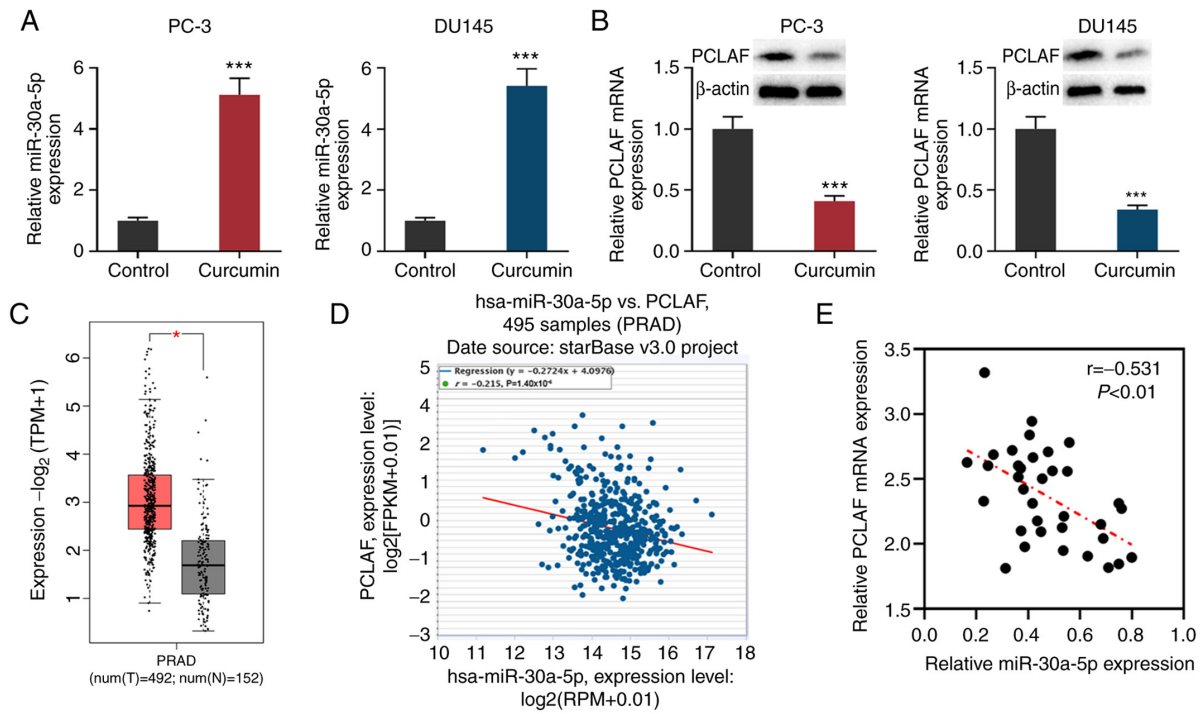 A
PC-3
Relative miR-30a-5p
expression
6
4
2
0
***
Control
Curcumin
DU145
Relative miR-30a-5p
expression
6
4
2
0
***
Control
Curcumin
B
PC-3
PCLAF
β-actin
Relative PCLAF mRNA
expression
1.5
1.0
0.5
0.0
***
Control
Curcumin
DU145
PCLAF
β-actin
Relative PCLAF mRNA
expression
1.5
1.0
0.5
0.0
***
Control
Curcumin
C
Expression –log2 (TPM+1)
6
5
4
3
2
1
*
PRAD
(num(T)=492; num(N)=152)
D
hsa-miR-30a-5p vs. PCLAF,
495 samples (PRAD)
Date source: starBase v3.0 project
Regression (y = –0.2724x + 4.0976)
r = –0.215, P=1.40x10-6
PCLAF, expression level:
log2[FPKM+0.01)]
5
4
2
1
0
–1
–2
–3
10 11 12 13 14 15 16 17 18
hsa-miR-30a-5p, expression level:
log2(RPM+0.01)
E
r=–0.531
P<0.01
Relative PCLAF mRNA expression
3.5
3.0
2.5
2.0
1.5
0.0 0.2 0.4 0.6 0.8 1.0
Relative miR-30a-5p expression